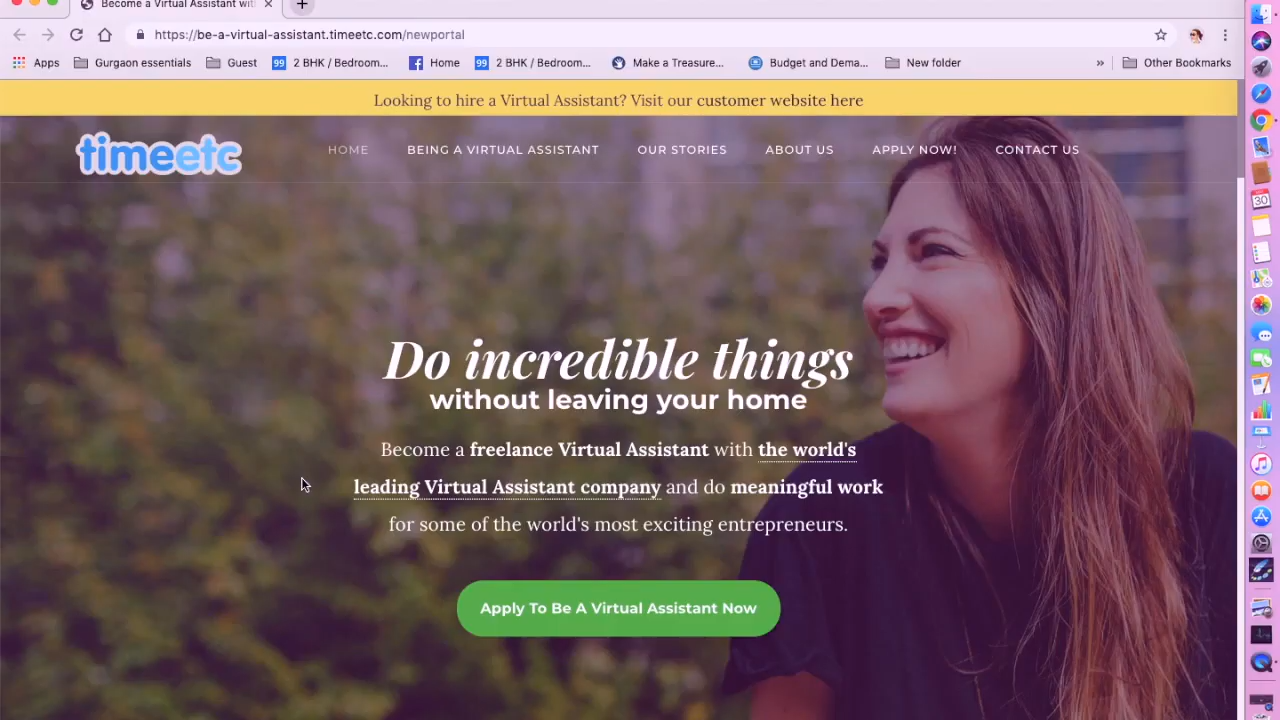 Become a Virtual Assistant wit
https://be-a-virtual-assistant.timeetc.com/newportal
Apps Gurgaon essentials Guest 99 2 BHK / Bedroom... Home 99 2 BHK / Bedroom... Make a Treasure... Budget and Dema... New folder » Other Bookmarks
Looking to hire a Virtual Assistant? Visit our customer website here
timeetc HOME BEING A VIRTUAL ASSISTANT OUR STORIES ABOUT US APPLY NOW! CONTACT US
30
Do incredible things
without leaving your home
Become a freelance Virtual Assistant with the world's
leading Virtual Assistant company and do meaningful work
for some of the world's most exciting entrepreneurs.
Apply To Be A Virtual Assistant Now